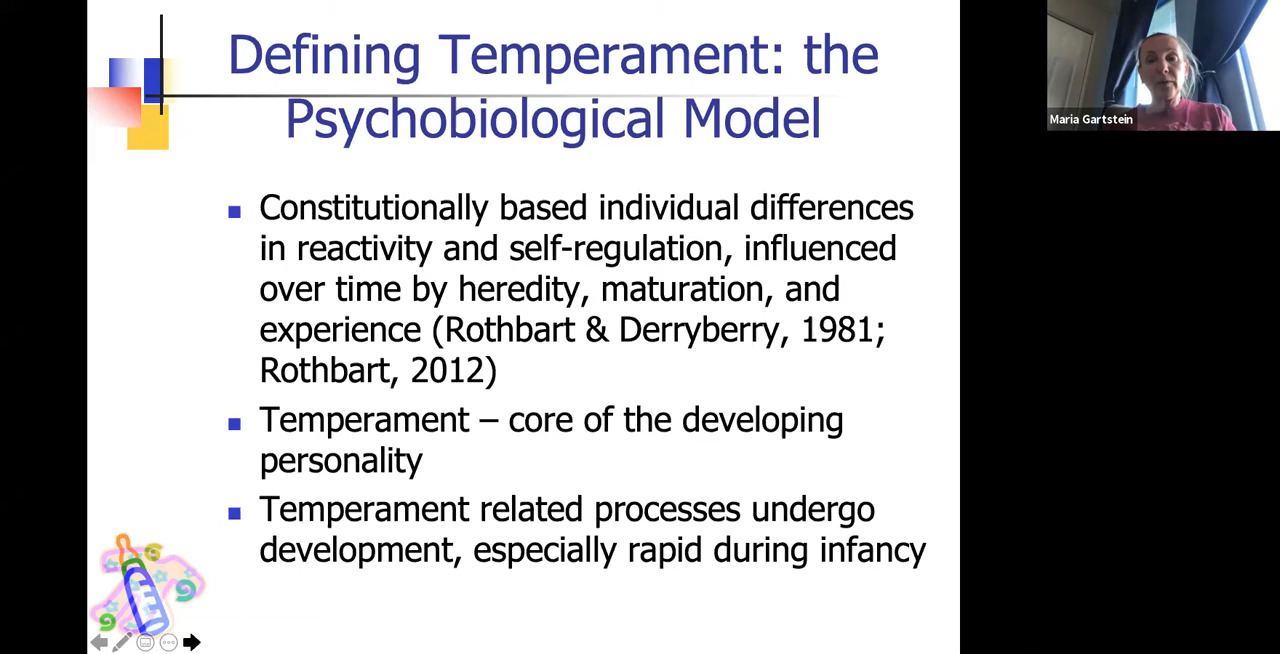 Defining Temperament: the
Psychobiological Model
Constitutionally based individual differences
in reactivity and self-regulation, influenced
over time by heredity, maturation, and
experience (Rothbart & Derryberry, 1981;
Rothbart, 2012)
Temperament – core of the developing
personality
Temperament related processes undergo
development, especially rapid during infancy
Maria Gartstein